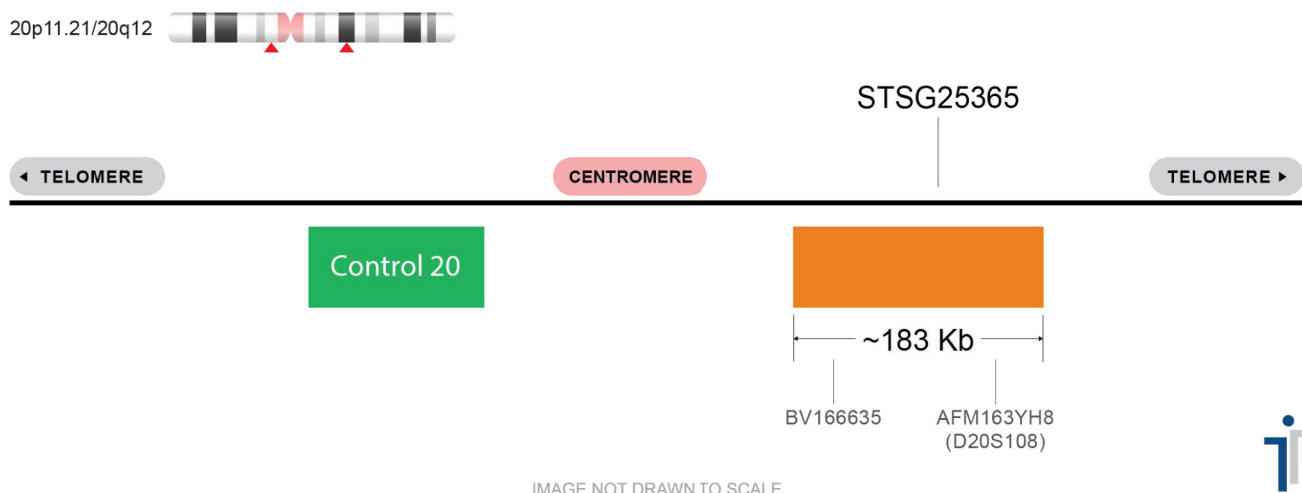 20p11.21/20q12
STSG25365
TELOMERE
CENTROMERE
TELOMERE
Control 20
~183 Kb
BV166635
AFM163YH8
(D20S108)
IMAGE NOT DRAWN TO SCALE